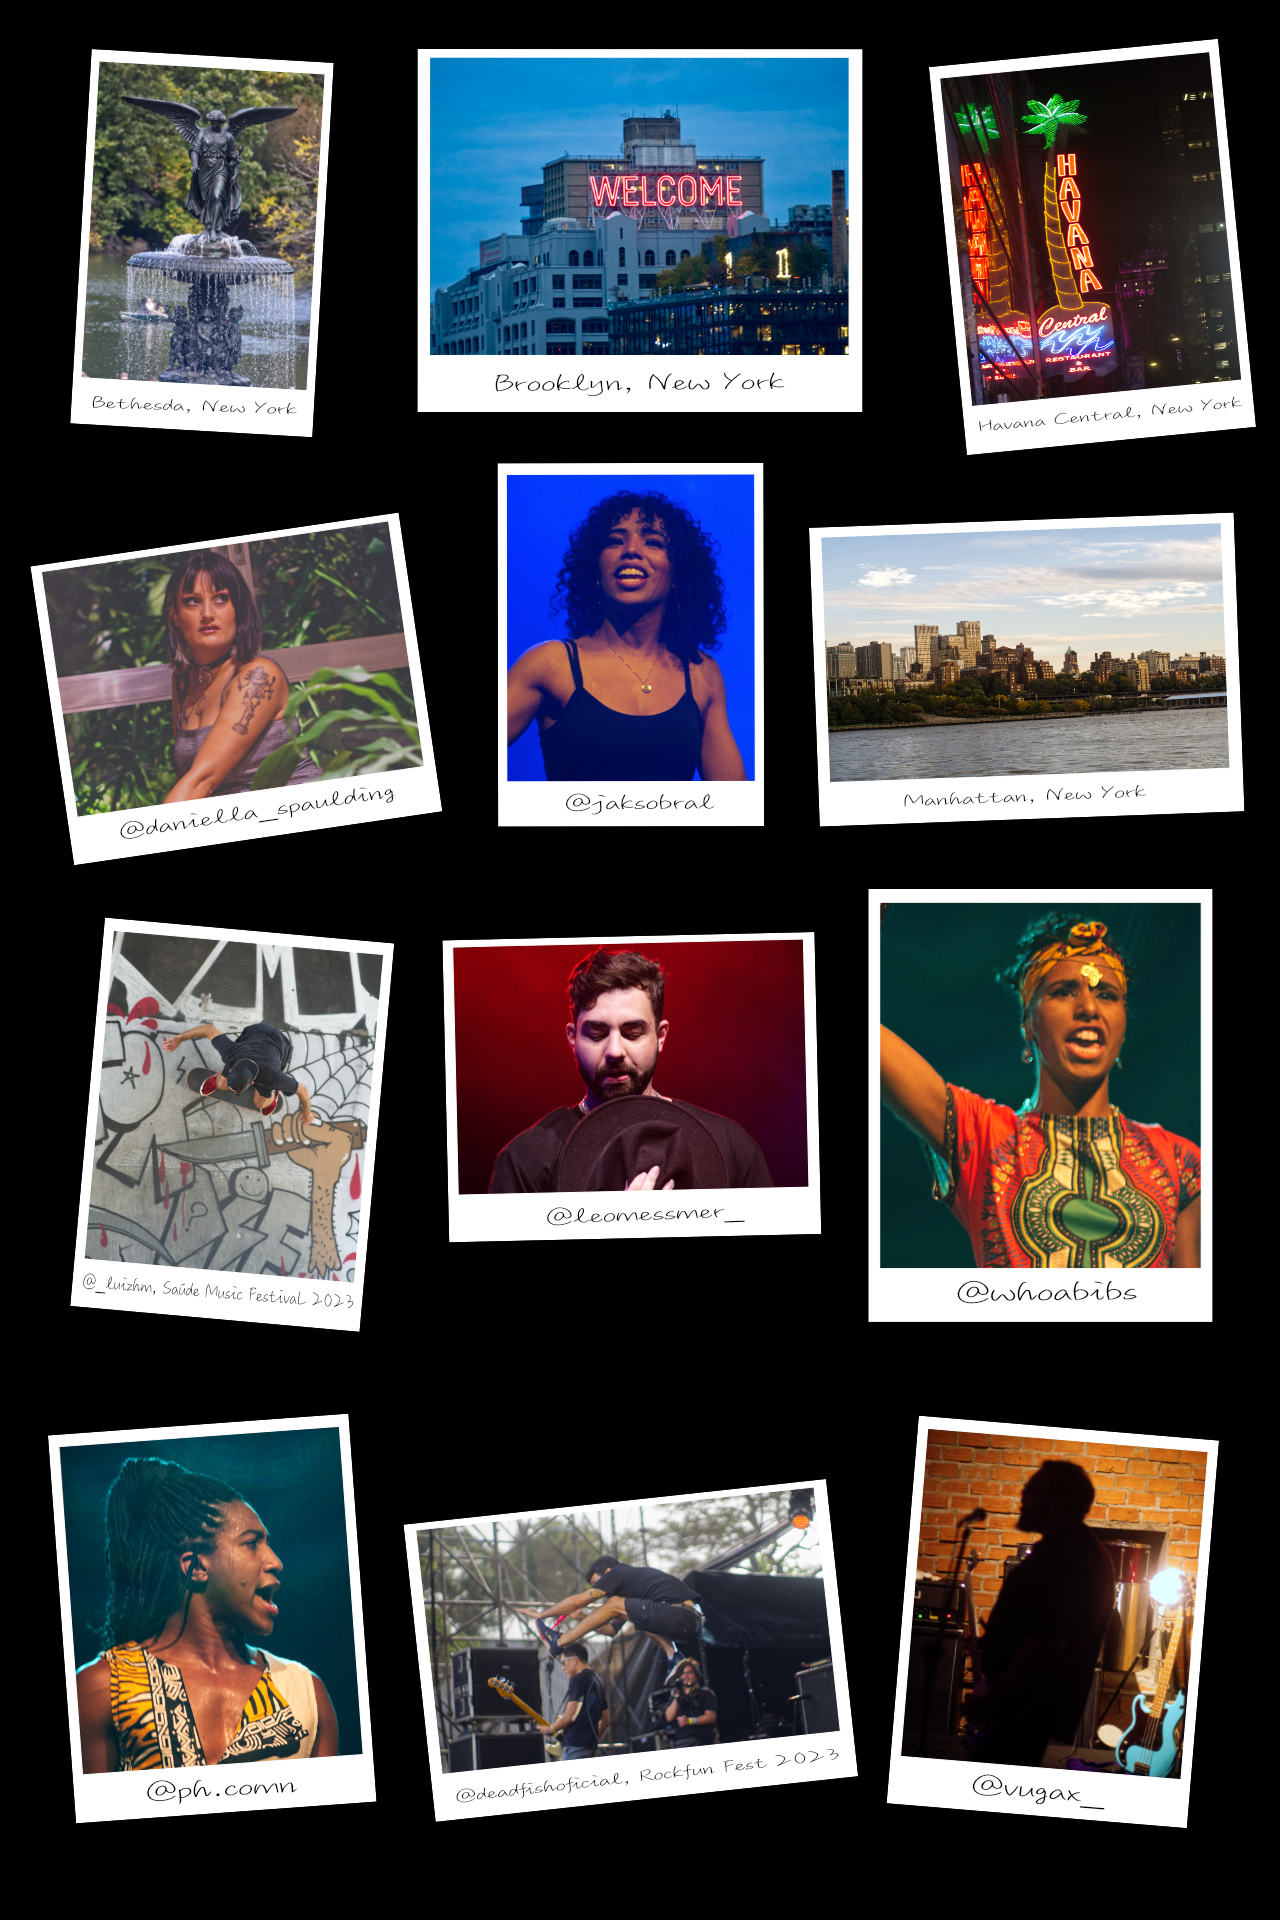 WELCOME
HAVANA
HAVANA
Central
RESTAURANT
&
BAR
Bethesda, New York
Brooklyn, New York
Havana Central, New York
@daniella_spaulding
@jaksobral
Manhattan, New York
@_luizhm, Saúde Music Festival 2023
@leomessmer_
@whoabibs
@ph.comn
@deadfishoficial, Rockfun Fest 2023
@vugax_